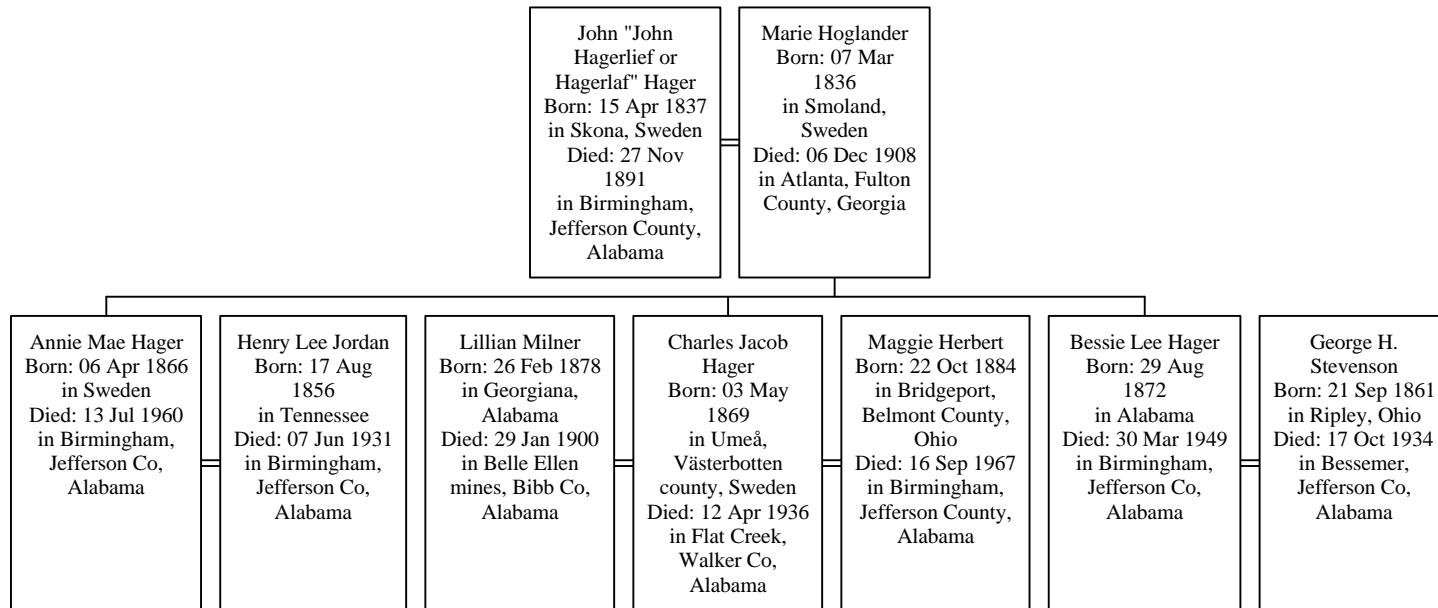 John "John
Hagerlief or
Hagerlaf" Hager
Born: 15 Apr 1837
in Skona, Sweden
Died: 27 Nov
1891
in Birmingham,
Jefferson County,
Alabama
Marie Hoglander
Born: 07 Mar
1836
in Smoland,
Sweden
Died: 06 Dec 1908
in Atlanta, Fulton
County, Georgia
Annie Mae Hager
Born: 06 Apr 1866
in Sweden
Died: 13 Jul 1960
in Birmingham,
Jefferson Co,
Alabama
Henry Lee Jordan
Born: 17 Aug
1856
in Tennessee
Died: 07 Jun 1931
in Birmingham,
Jefferson Co,
Alabama
Lillian Milner
Born: 26 Feb 1878
in Georgiana,
Alabama
Died: 29 Jan 1900
in Belle Ellen
mines, Bibb Co,
Alabama
Charles Jacob
Hager
Born: 03 May
1869
in Umeå,
Västerbotten
county, Sweden
Died: 12 Apr 1936
in Flat Creek,
Walker Co,
Alabama
Maggie Herbert
Born: 22 Oct 1884
in Bridgeport,
Belmont County,
Ohio
Died: 16 Sep 1967
in Birmingham,
Jefferson County,
Alabama
Bessie Lee Hager
Born: 29 Aug
1872
in Alabama
Died: 30 Mar 1949
in Birmingham,
Jefferson Co,
Alabama
George H.
Stevenson
Born: 21 Sep 1861
in Ripley, Ohio
Died: 17 Oct 1934
in Bessemer,
Jefferson Co,
Alabama